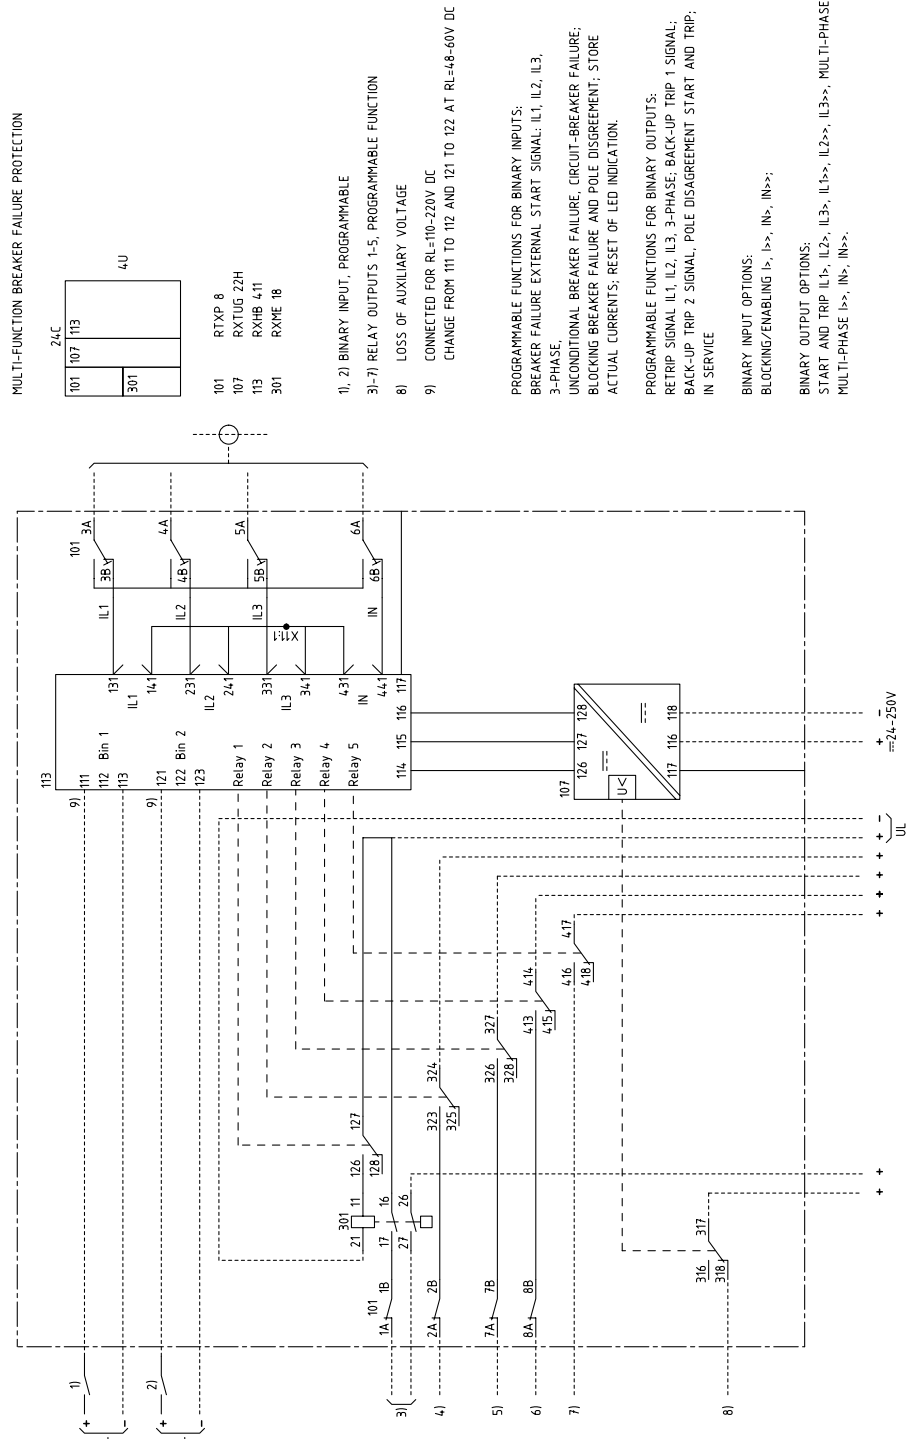 MULTI-FUNCTION BREAKER FAILURE PROTECTION
24C
101
107
113
301
4U
101 RTXP 8
107 RXTUG 22H
113 RXHB 411
301 RXME 18
1), 2) BINARY INPUT, PROGRAMMABLE
3)-7) RELAY OUTPUTS 1-5, PROGRAMMABLE FUNCTION
8) LOSS OF AUXILIARY VOLTAGE
9) CONNECTED FOR RL=110-220V DC
CHANGE FROM 111 TO 112 AND 121 TO 122 AT RL=48-60V DC
PROGRAMMABLE FUNCTIONS FOR BINARY INPUTS:
BREAKER FAILURE EXTERNAL START SIGNAL: IL1, IL2, IL3,
3-PHASE,
UNCONDITIONAL BREAKER FAILURE, CIRCUIT-BREAKER FAILURE;
BLOCKING BREAKER FAILURE AND POLE DISGREEMENT; STORE
ACTUAL CURRENTS; RESET OF LED INDICATION.
PROGRAMMABLE FUNCTIONS FOR BINARY OUTPUTS:
RETRIP SIGNAL IL1, IL2, IL3, 3-PHASE; BACK-UP TRIP 1 SIGNAL;
BACK-UP TRIP 2 SIGNAL, POLE DISAGREEMENT START AND TRIP;
IN SERVICE
BINARY INPUT OPTIONS:
BLOCKING/ENABLING I>, I>>, IN>, IN>>;
BINARY OUTPUT OPTIONS:
START AND TRIP IL1>, IL2>, IL3>, IL1>>, IL2>>, IL3>>, MULTI-PHASE
MULTI-PHASE I>>, IN>, IN>>.
101
3A
4A
5A
6A
3B
4B
5B
6B
IL1
IL2
IL3
IN
X11:1
131
141
231
241
331
341
431
441
117
IL1
IL2
IL3
IN
116
115
114
113
111
112
113
Bin 1
121
122
123
Bin 2
Relay 1
Relay 2
Relay 3
Relay 4
Relay 5
9)
9)
107
126
127
128
U<
117
116
118
+ -
24-250V
+ -
UL
+
+
+
+
417
416
418
414
413
415
327
326
328
324
323
325
127
126
128
301
11
21
16
17
26
27
+
+
317
316
318
101
1B
1A
2B
2A
7B
7A
8B
8A
1)
+
-
2)
+
-
3)
4)
5)
6)
7)
8)